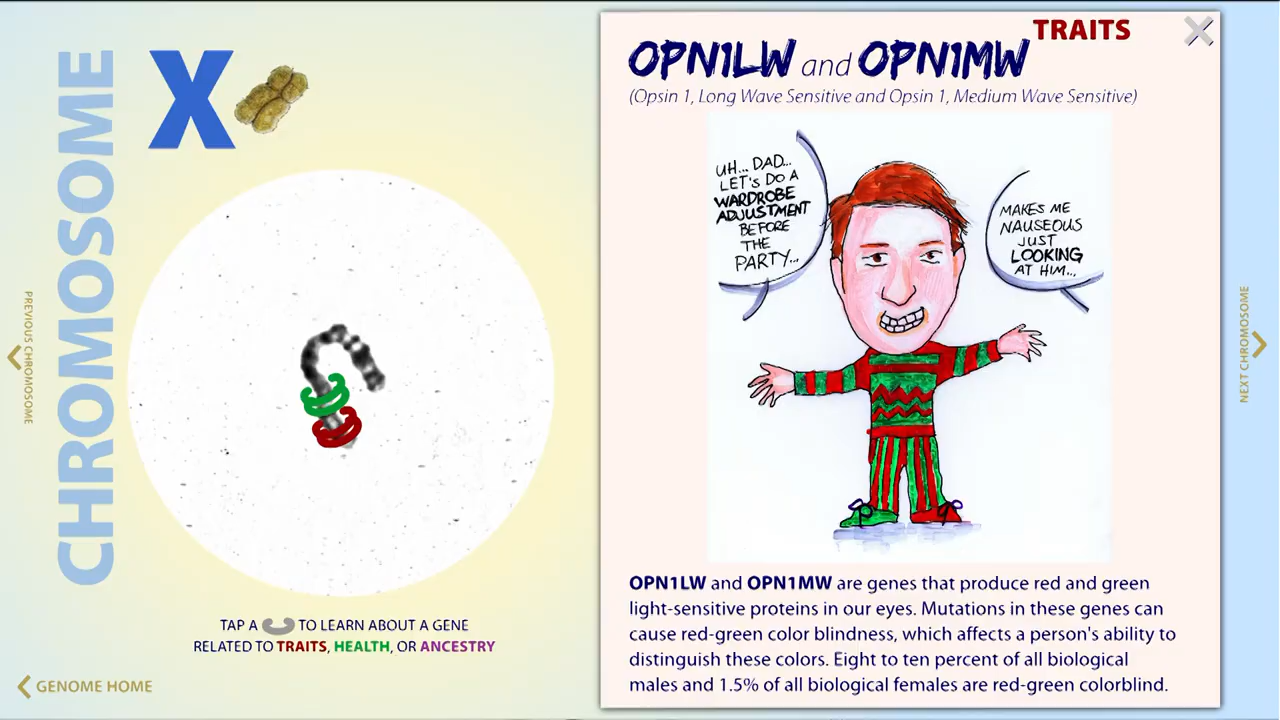 CHROMOSOME
X
PREVIOUS CHROMOSOME
TAP A TO LEARN ABOUT A GENE
RELATED TO TRAITS, HEALTH, OR ANCESTRY
GENOME HOME
TRAITS
OPN1LW and OPN1MW
(Opsin 1, Long Wave Sensitive and Opsin 1, Medium Wave Sensitive)
UH... DAD...
LET'S DO A
WARDROBE
ADJUSTMENT
BEFORE
THE
PARTY...
MAKES ME
NAUSEOUS
JUST
LOOKING
AT HIM...
OPN1LW and OPN1MW are genes that produce red and green
light-sensitive proteins in our eyes. Mutations in these genes can
cause red-green color blindness, which affects a person's ability to
distinguish these colors. Eight to ten percent of all biological
males and 1.5% of all biological females are red-green colorblind.
NEXT CHROMOSOME